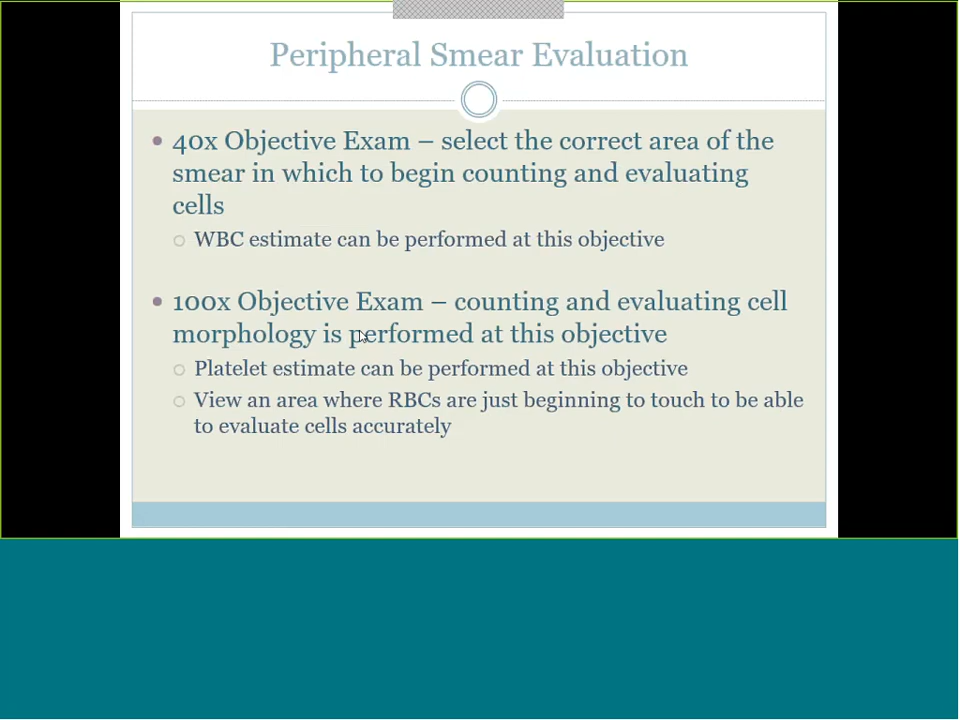 Peripheral Smear Evaluation
40x Objective Exam – select the correct area of the
smear in which to begin counting and evaluating
cells
WBC estimate can be performed at this objective
100x Objective Exam – counting and evaluating cell
morphology is performed at this objective
Platelet estimate can be performed at this objective
View an area where RBCs are just beginning to touch to be able
to evaluate cells accurately